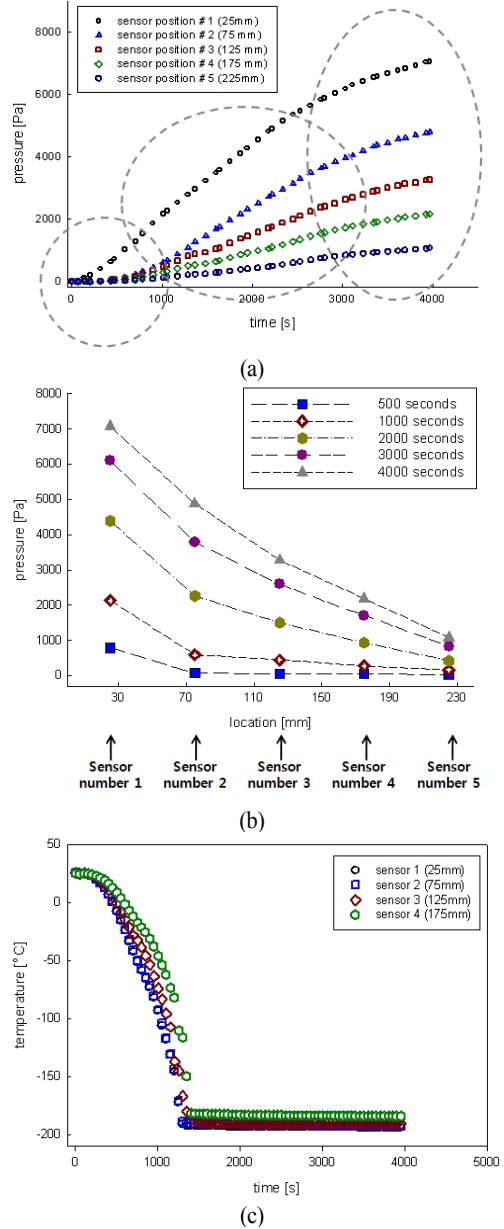 sensor position # 1 (25mm)
sensor position # 2 (75 mm)
sensor position # 3 (125 mm)
sensor position # 4 (175 mm)
sensor position # 5 (225mm)
8000
6000
4000
2000
0
pressure [Pa]
0
1000
2000
3000
4000
time [s]
(a)
500 seconds
1000 seconds
2000 seconds
3000 seconds
4000 seconds
8000
7000
6000
5000
4000
3000
2000
1000
0
pressure [Pa]
30
70
110
150
190
230
location [mm]
Sensor number 1
Sensor number 2
Sensor number 3
Sensor number 4
Sensor number 5
(b)
sensor 1 (25mm)
sensor 2 (75mm)
sensor 3 (125mm)
sensor 4 (175mm)
50
0
-50
-100
-150
-200
temperature [°C]
0
1000
2000
3000
4000
5000
time [s]
(c)